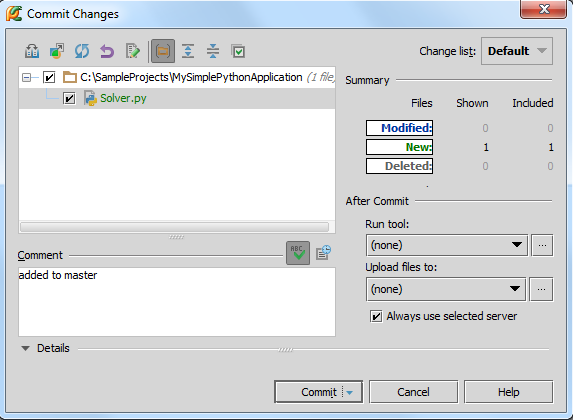 Commit Changes
Change list: Default
C:\SampleProjects\MySimplePythonApplication (1 file)
Solver.py
Summary
Files Shown Included
Modified: 0 0
New: 1 1
Deleted: 0 0
After Commit
Run tool:
(none) ...
Upload files to:
(none) ...
Always use selected server
Comment ABC
added to master
Details
Commit Cancel Help